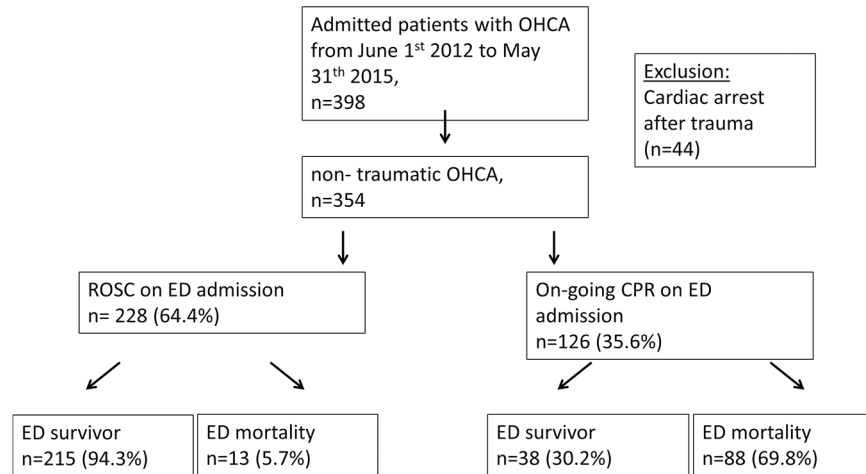 Admitted patients with OHCA
from June 1st 2012 to May
31th 2015,
n=398
Exclusion:
Cardiac arrest
after trauma
(n=44)
non- traumatic OHCA,
n=354
ROSC on ED admission
n= 228 (64.4%)
On-going CPR on ED
admission
n=126 (35.6%)
ED survivor
n=215 (94.3%)
ED mortality
n=13 (5.7%)
ED survivor
n=38 (30.2%)
ED mortality
n=88 (69.8%)